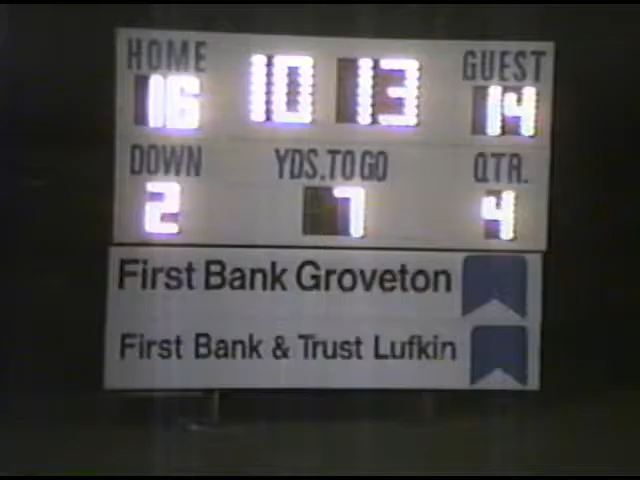 HOME 10 13 GUEST
16 14
DOWN YDS.TO GO QTR.
2 7 4
First Bank Groveton
First Bank & Trust Lufkin